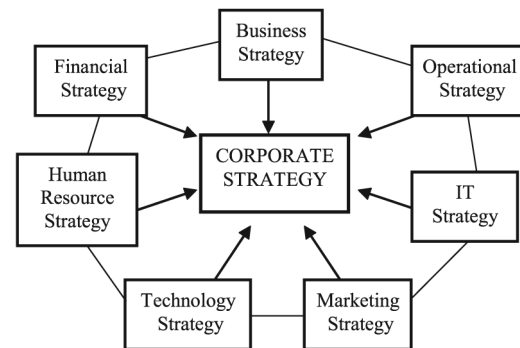 Business
Strategy
Financial
Strategy
Operational
Strategy
CORPORATE
STRATEGY
Human
Resource
Strategy
IT
Strategy
Technology
Strategy
Marketing
Strategy